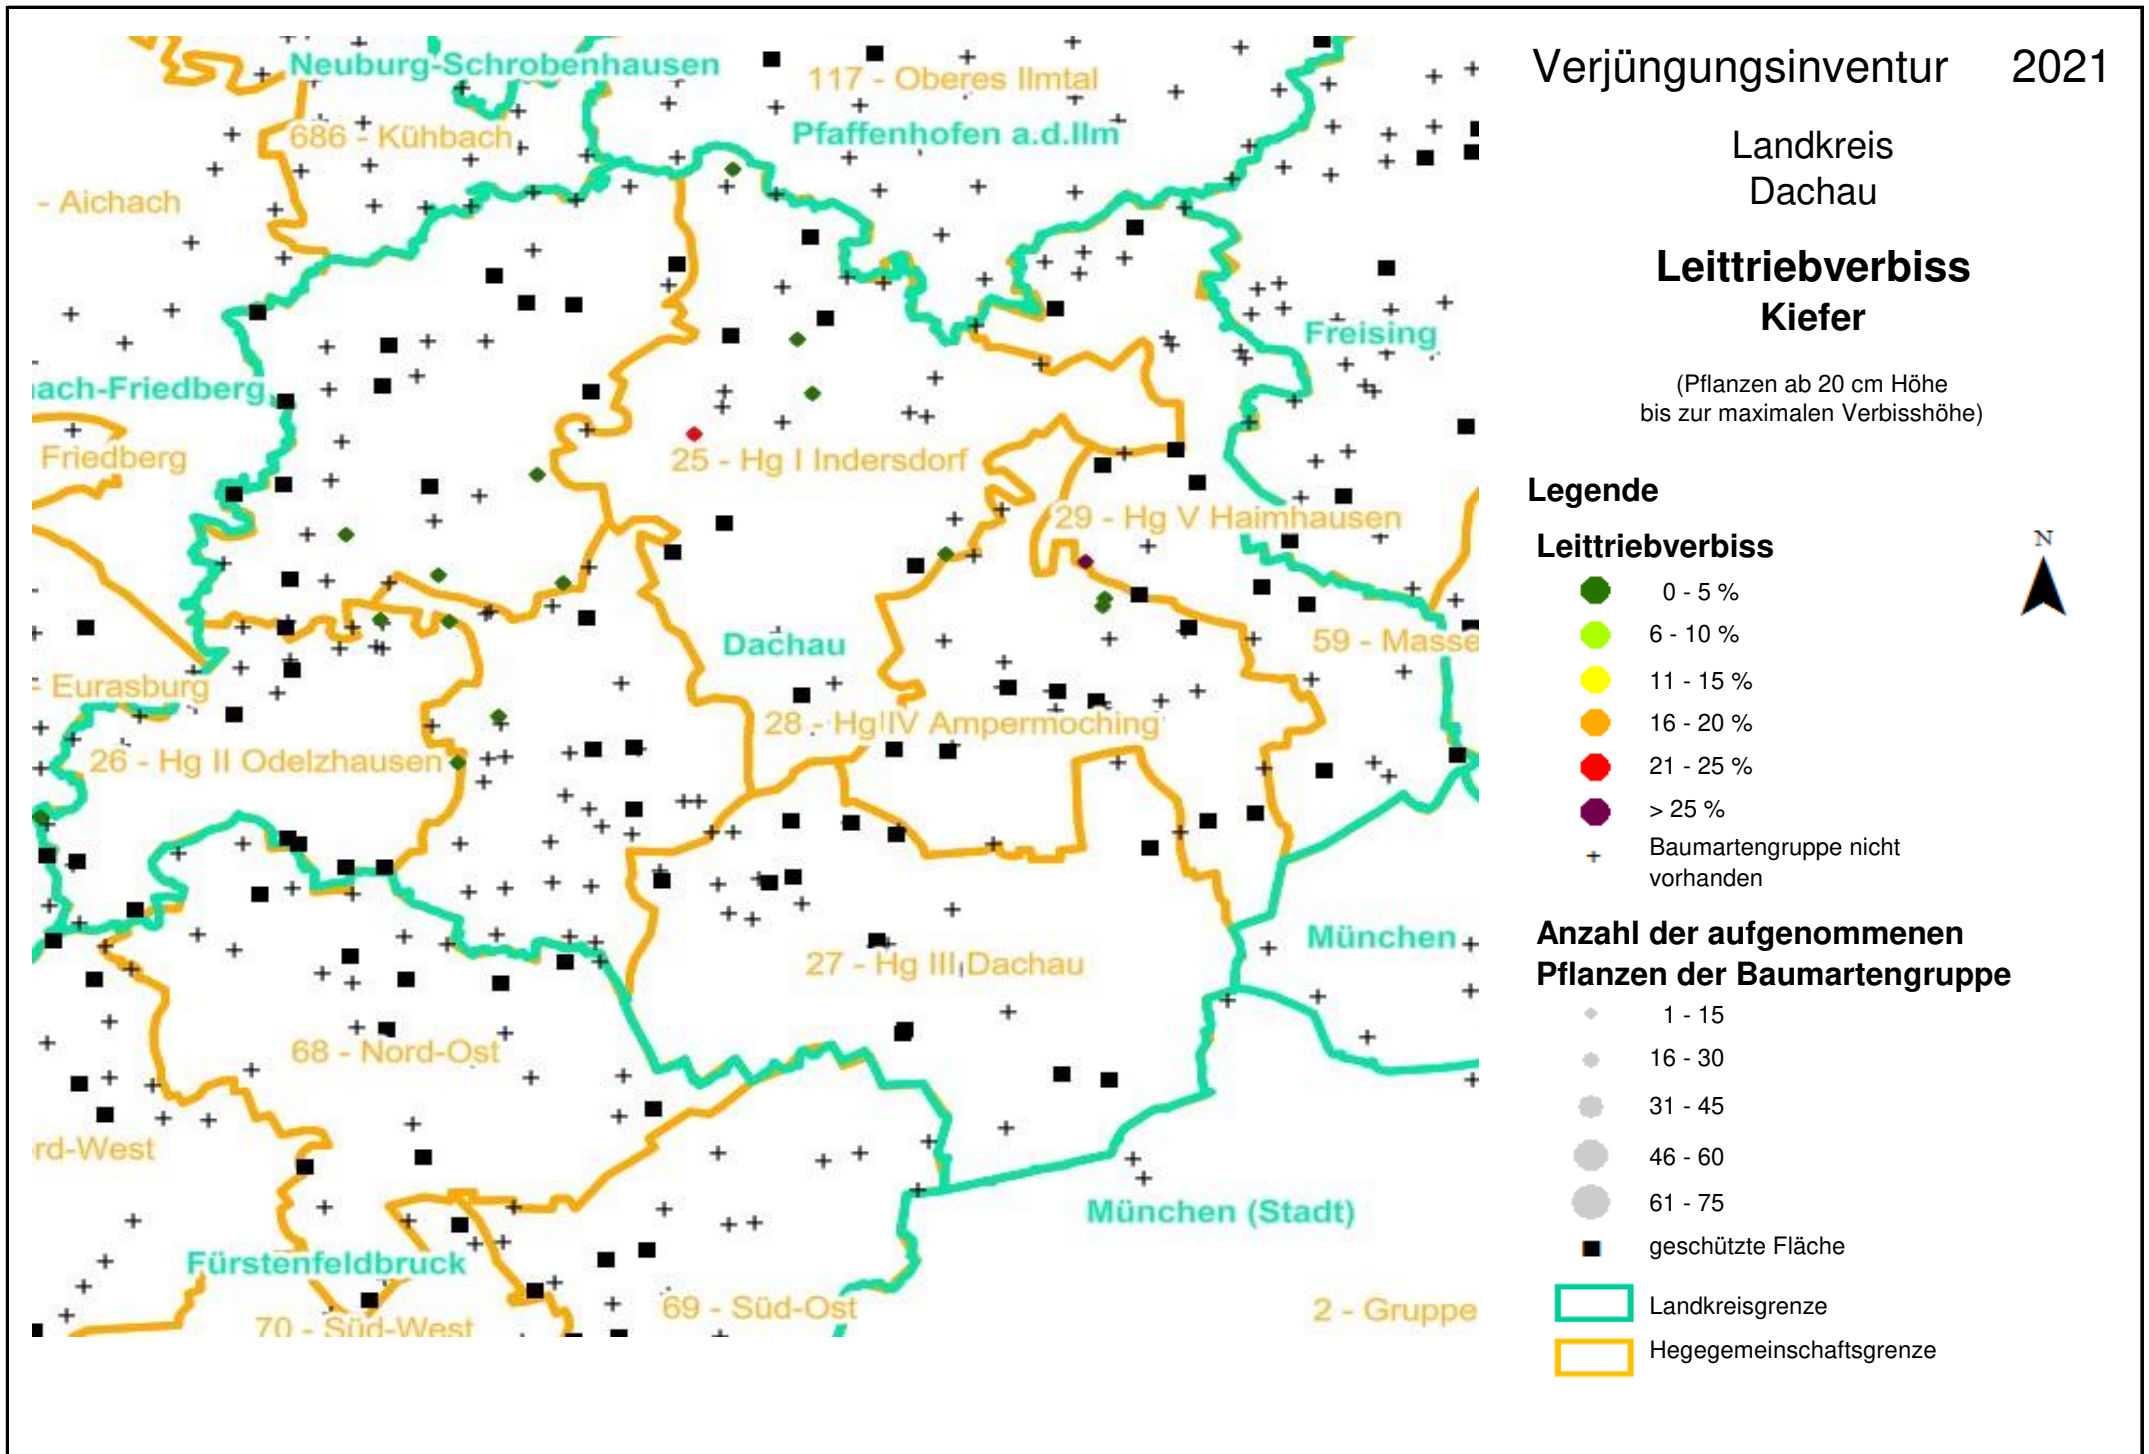 Verjüngungsinventur 2021
Landkreis
Dachau
Leittriebverbiss
Kiefer
(Pflanzen ab 20 cm Höhe
bis zur maximalen Verbisshöhe)
Legende
Leittriebverbiss
0 - 5 %
6 - 10 %
11 - 15 %
16 - 20 %
21 - 25 %
> 25 %
Baumartengruppe nicht
vorhanden
N
Anzahl der aufgenommenen
Pflanzen der Baumartengruppe
1 - 15
16 - 30
31 - 45
46 - 60
61 - 75
geschützte Fläche
Landkreisgrenze
Hegegemeinschaftsgrenze
Neuburg-Schrobenhausen
117 - Oberes Ilmtal
686 - Kühbach
Pfaffenhofen a.d.Ilm
- Aichach
Freising
ach-Friedberg
Friedberg
25 - Hg I Indersdorf
29 - Hg V Haimhausen
Dachau
59 - Masse
- Eurasburg
28 - Hg IV Ampermoching
26 - Hg II Odelzhausen
München
27 - Hg III Dachau
68 - Nord-Ost
rd-West
München (Stadt)
Fürstenfeldbruck
69 - Süd-Ost
2 - Gruppe
70 - Süd-West